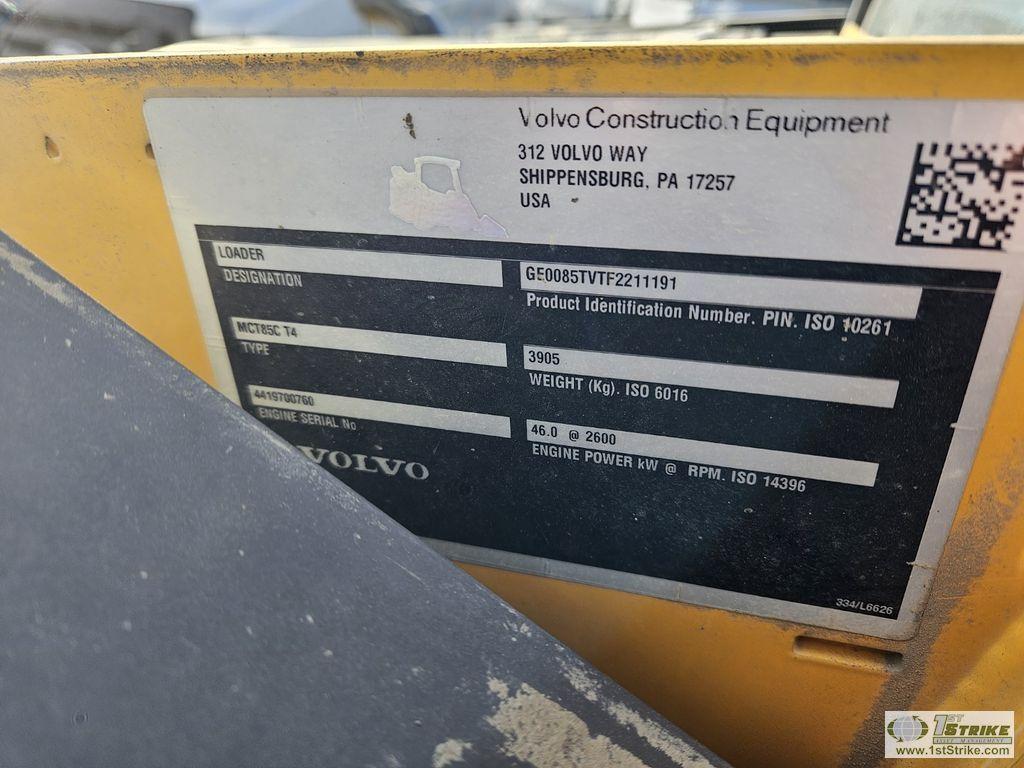 Volvo Construction Equipment
312 VOLVO WAY
SHIPPENSBURG, PA 17257
USA
LOADER
DESIGNATION
GE0085TVTF2211191
Product Identification Number. PIN. ISO 10261
MCT85C T4
TYPE
3905
WEIGHT (Kg). ISO 6016
4419700760
ENGINE SERIAL No
46.0 @ 2600
ENGINE POWER kW @ RPM. ISO 14396
VOLVO
334/L6626
1ST STRIKE
www.1stStrike.com